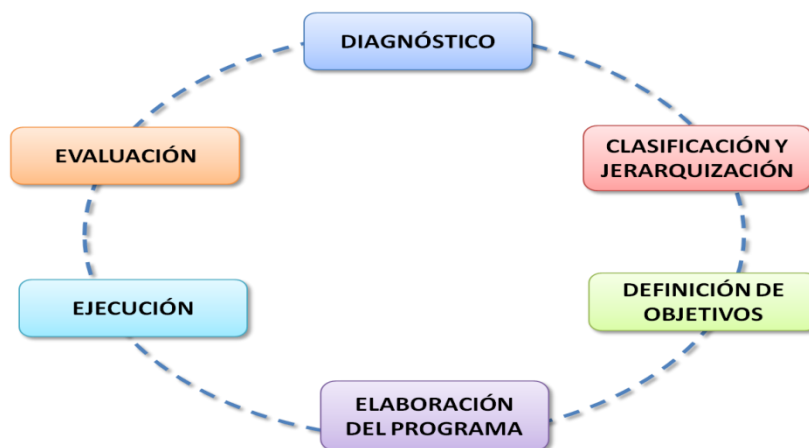 DIAGNÓSTICO
CLASIFICACIÓN Y
JERARQUIZACIÓN
DEFINICIÓN DE
OBJETIVOS
ELABORACIÓN
DEL PROGRAMA
EJECUCIÓN
EVALUACIÓN